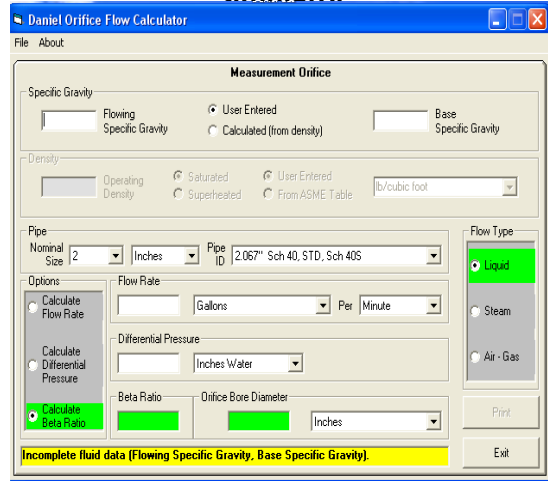 Daniel Orifice Flow Calculator
File About
Measurement Orifice
Specific Gravity
Flowing Specific Gravity
User Entered
Calculated (from density)
Base Specific Gravity
Density
Operating Density
Saturated
Superheated
User Entered
From ASME Table
lb/cubic foot
Pipe
Nominal Size
2
Inches
Pipe ID
2.067" Sch 40, STD, Sch 40S
Flow Type
Liquid
Steam
Air - Gas
Options
Calculate Flow Rate
Calculate Differential Pressure
Calculate Beta Ratio
Flow Rate
Gallons
Per
Minute
Differential Pressure
Inches Water
Beta Ratio
Orifice Bore Diameter
Inches
Print
Exit
Incomplete fluid data (Flowing Specific Gravity, Base Specific Gravity).